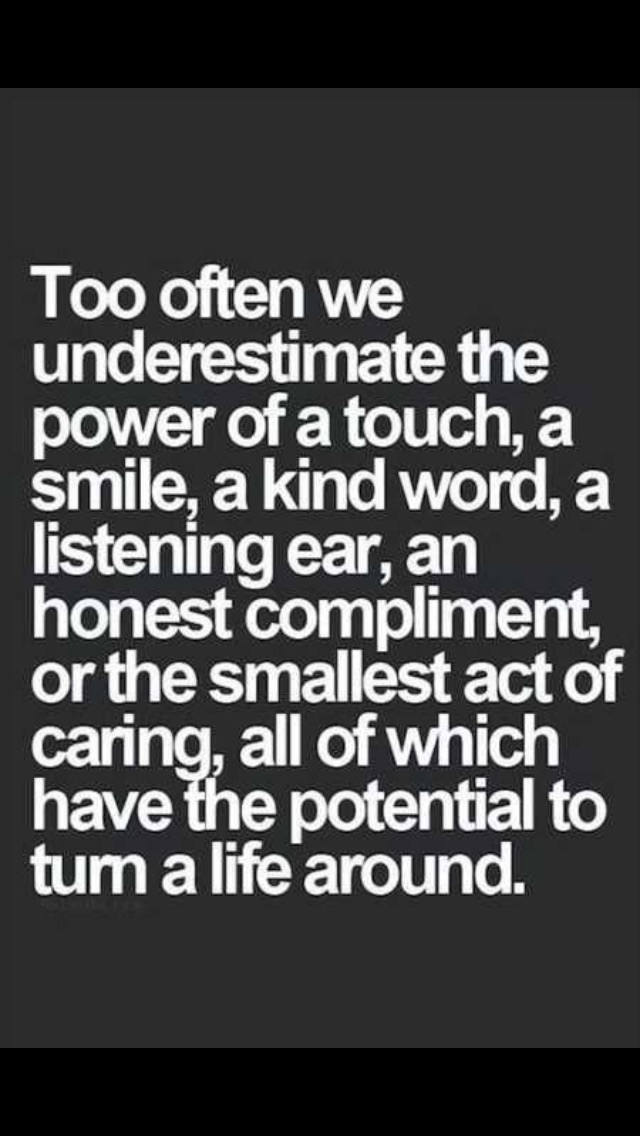 Too often we
underestimate the
power of a touch, a
smile, a kind word, a
listening ear, an
honest compliment,
or the smallest act of
caring, all of which
have the potential to
turn a life around.